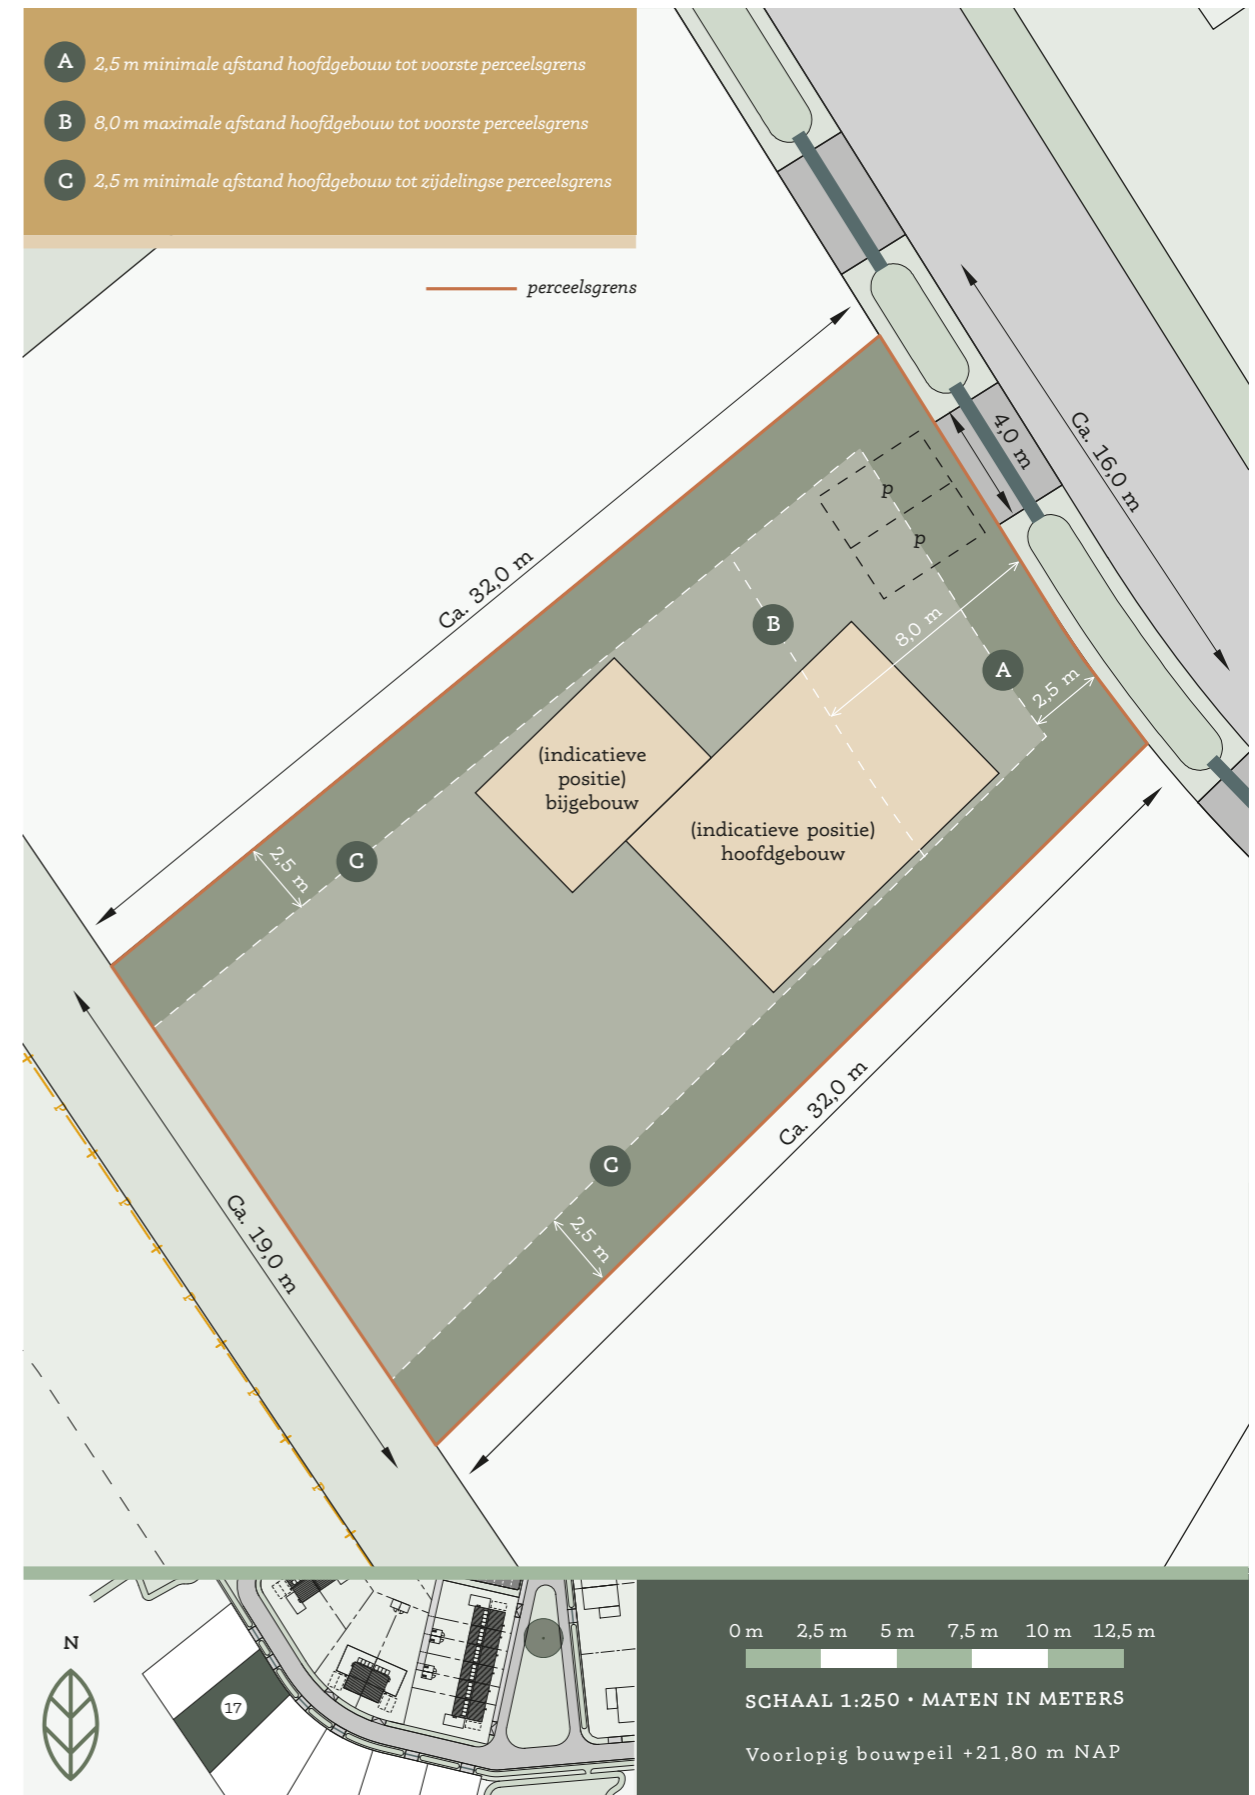 A 2,5 m minimale afstand hoofdgebouw tot voorste perceelsgrens
B 8,0 m maximale afstand hoofdgebouw tot voorste perceelsgrens
C 2,5 m minimale afstand hoofdgebouw tot zijdelingse perceelsgrens
perceelsgrens
Ca. 16,0 m
4,0 m
p
p
Ca. 32,0 m
B
8,0 m
A
2,5 m
(indicatieve
positie)
bijgebouw
(indicatieve positie)
hoofdgebouw
C
2,5 m
Ca. 32,0 m
C
2,5 m
Ca. 19,0 m
P
P
P
P
P
N
17
0 m 2,5 m 5 m 7,5 m 10 m 12,5 m
SCHAAL 1:250 • MATEN IN METERS
Voorlopig bouwpeil +21,80 m NAP